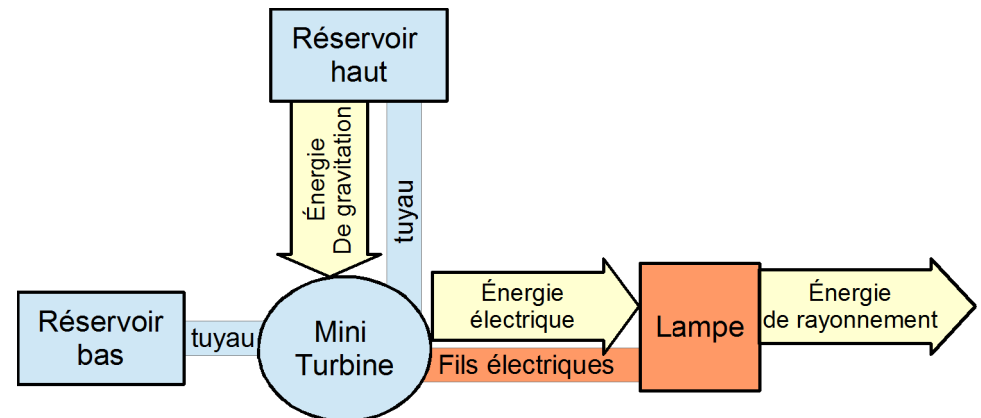 Réservoir
haut
Énergie
De gravitation
tuyau
Réservoir
bas
tuyau
Mini
Turbine
Énergie
électrique
Fils électriques
Lampe
Énergie
de rayonnement